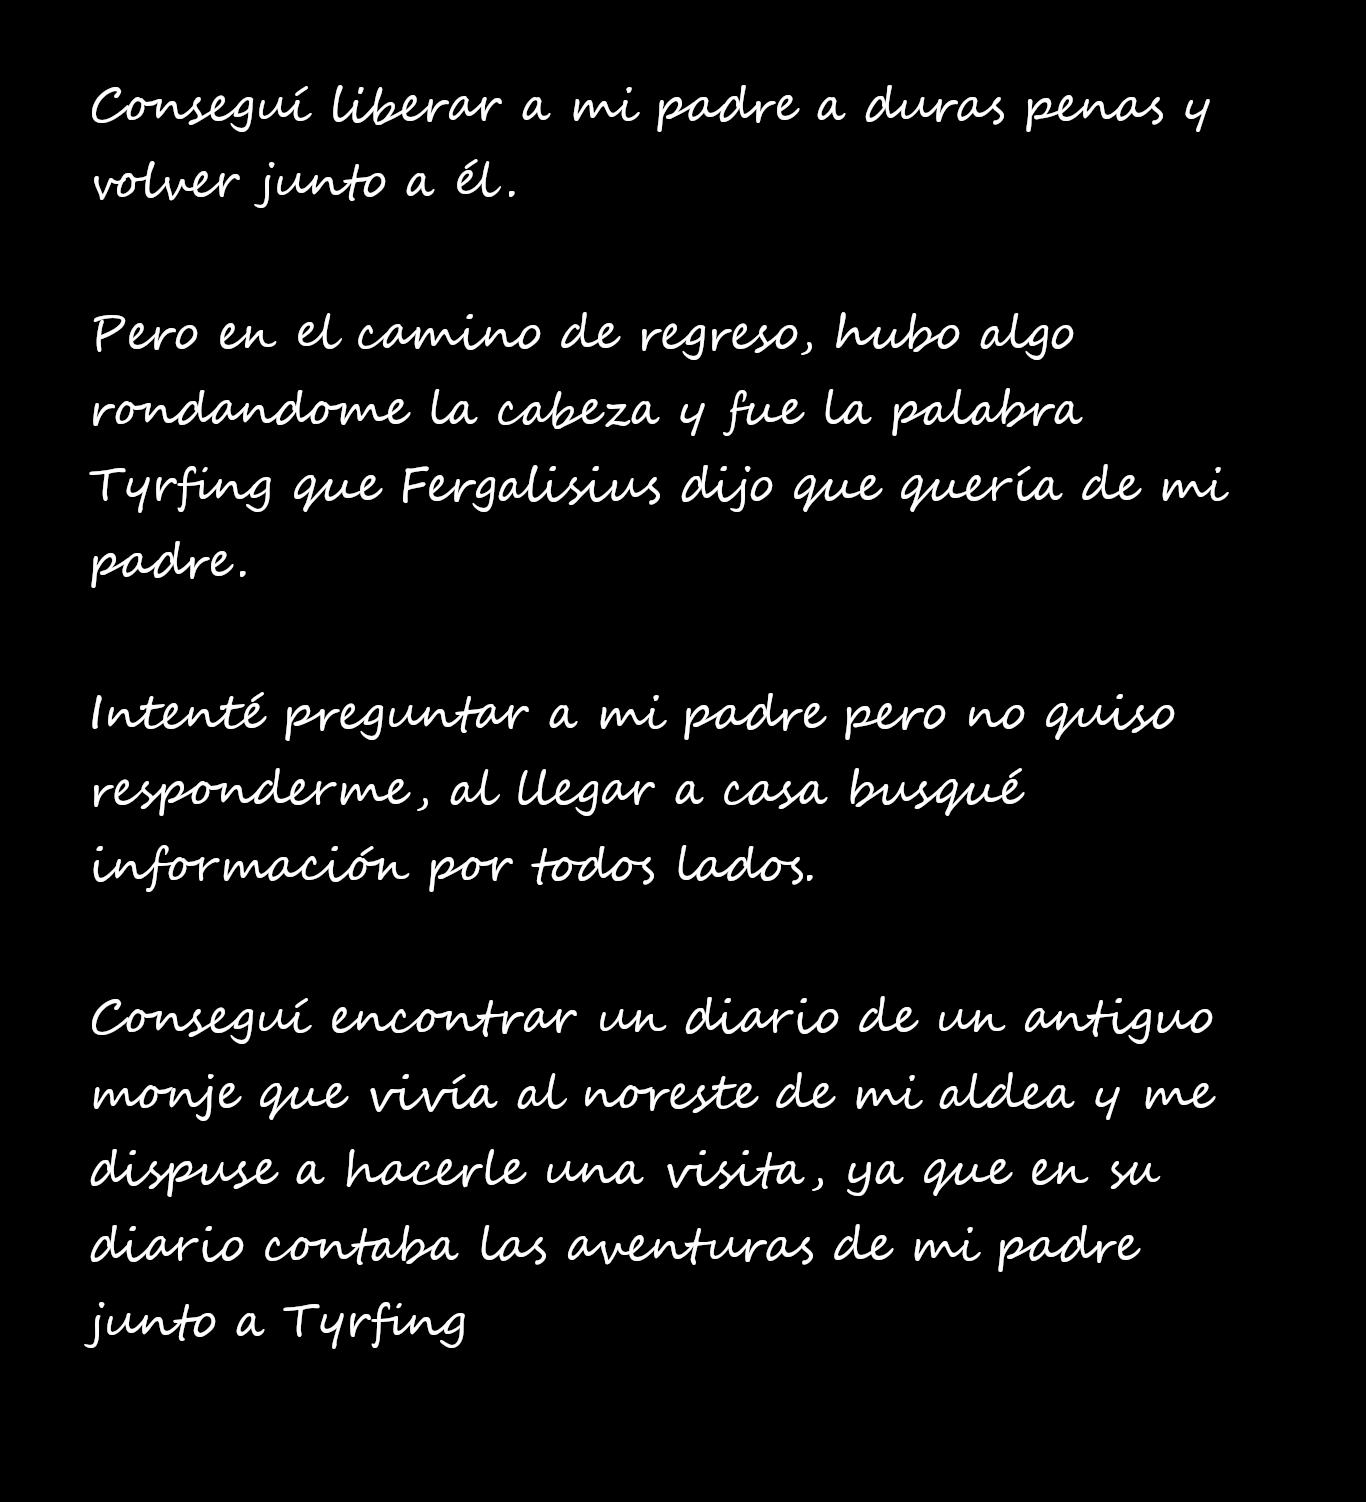 Conseguí liberar a mi padre a duras penas y
volver junto a él.
Pero en el camino de regreso, hubo algo
rondandome la cabeza y fue la palabra
Tyrfing que Fergalisius dijo que quería de mi
padre.
Intenté preguntar a mi padre pero no quiso
responderme, al llegar a casa busqué
información por todos lados.
Conseguí encontrar un diario de un antiguo
monje que vivía al noreste de mi aldea y me
dispuse a hacerle una visita, ya que en su
diario contaba las aventuras de mi padre
junto a Tyrfing